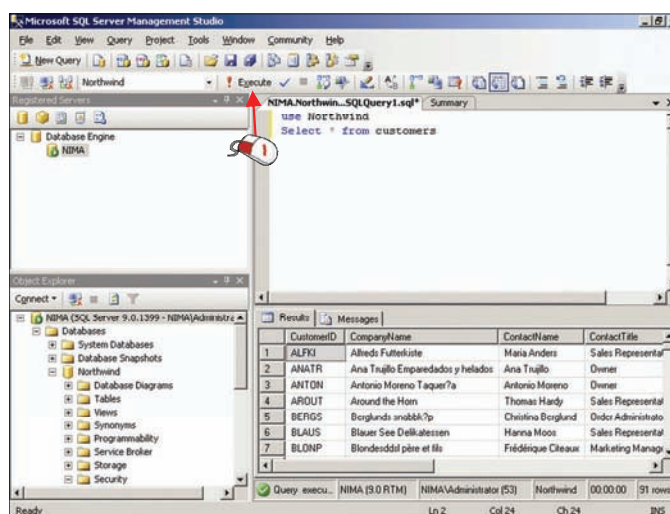 Microsoft SQL Server Management Studio
File Edit View Query Project Tools Window Community Help
New Query
Northwind Execute
Registered Servers
Database Engine
NIMA
NIMA.Northwin...SQLQuery1.sql* Summary
use Northwind
Select * from customers
1
Object Explorer
Connect
NIMA (SQL Server 9.0.1399 - NIMA\Administra
Databases
System Databases
Database Snapshots
Northwind
Database Diagrams
Tables
Views
Synonyms
Programmability
Service Broker
Storage
Security
Results Messages
CustomerID CompanyName ContactName ContactTitle
1 ALFKI Alfreds Futterkiste Maria Anders Sales Representat
2 ANATR Ana Trujillo Emparedados y helados Ana Trujillo Owner
3 ANTON Antonio Moreno Taquer?a Antonio Moreno Owner
4 AROUT Around the Horn Thomas Hardy Sales Representat
5 BERGS Berglunds snabbk?p Christina Berglund Order Administrato
6 BLAUS Blauer See Delikatessen Hanna Moos Sales Representat
7 BLONP Blondesddsl père et fils Frédérique Citeaux Marketing Manage
Query execu... NIMA (9.0 RTM) NIMA\Administrator (53) Northwind 00:00:00 91 rows
Ready Ln 2 Col 24 Ch 24 INS